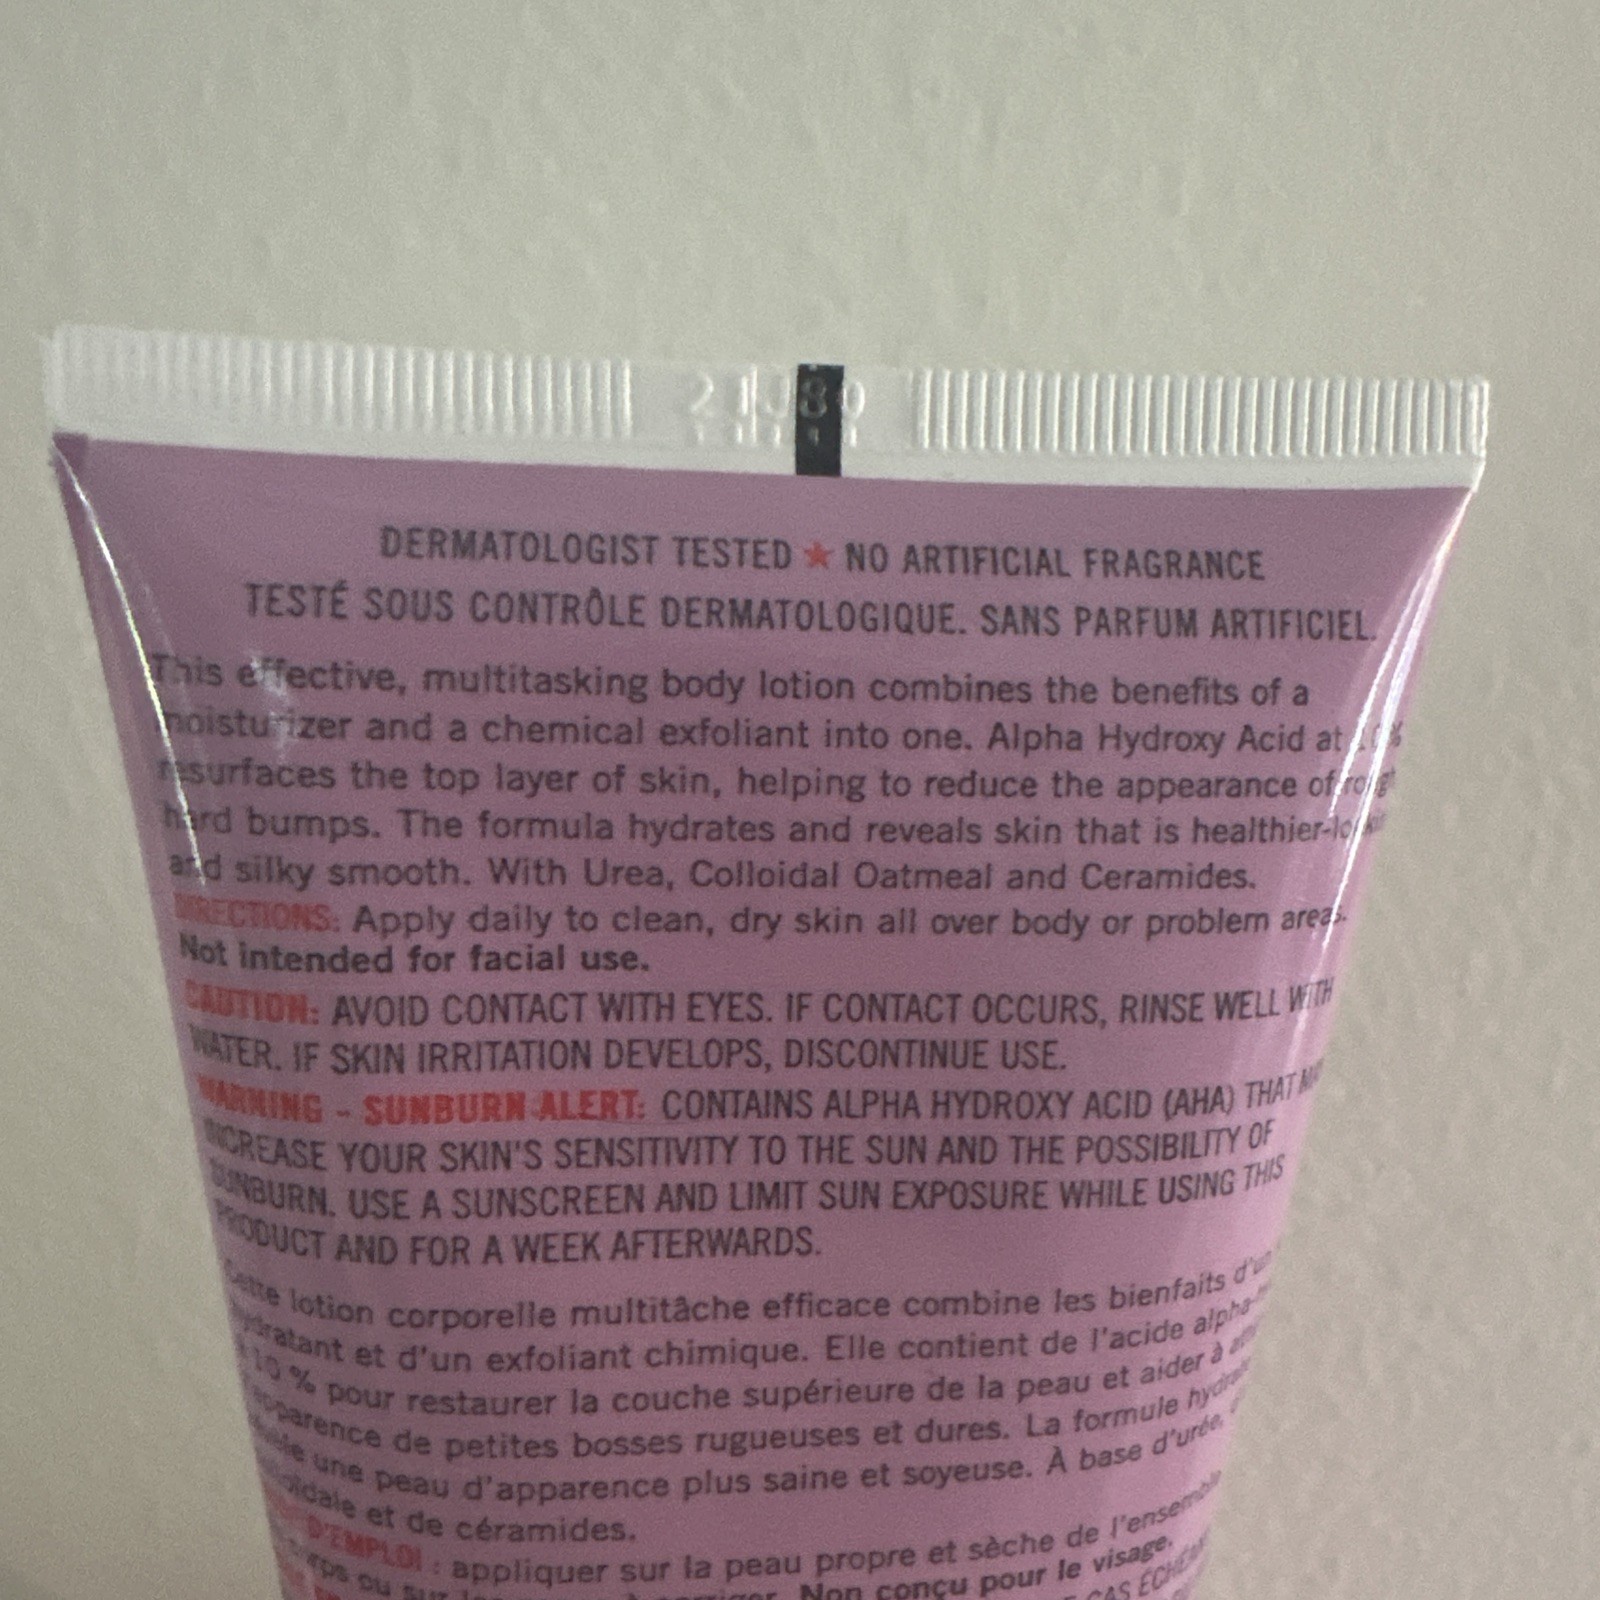 21080
DERMATOLOGIST TESTED ★ NO ARTIFICIAL FRAGRANCE
TESTÉ SOUS CONTRÔLE DERMATOLOGIQUE. SANS PARFUM ARTIFICIEL.
This effective, multitasking body lotion combines the benefits of a
moisturizer and a chemical exfoliant into one. Alpha Hydroxy Acid at 10%
resurfaces the top layer of skin, helping to reduce the appearance of
hard bumps. The formula hydrates and reveals skin that is
and silky smooth. With Urea, Colloidal Oatmeal and Ceramides.
DIRECTIONS: Apply daily to clean, dry skin all over body or problem areas.
Not intended for facial use.
CAUTION: AVOID CONTACT WITH EYES. IF CONTACT OCCURS, RINSE WELL WITH
WATER. IF SKIN IRRITATION DEVELOPS, DISCONTINUE USE.
WARNING - SUNBURN ALERT: CONTAINS ALPHA HYDROXY ACID (AHA) THAT MAY
INCREASE YOUR SKIN'S SENSITIVITY TO THE SUN AND THE POSSIBILITY OF
SUNBURN. USE A SUNSCREEN AND LIMIT SUN EXPOSURE WHILE USING THIS
PRODUCT AND FOR A WEEK AFTERWARDS.
Cette lotion corporelle multitâche efficace combine les bienfaits d'un
hydratant et d'un exfoliant chimique. Elle contient de l'acide
10 % pour restaurer la couche supérieure de la peau et aider à
apparence de petites bosses rugueuses et dures. La formule
une peau d'apparence plus saine et soyeuse. À base d'urée,
et de céramides.
D'EMPLOI : appliquer sur la peau propre et sèche de l'ensemble
corps ou sur Non conçu pour le visage.
CAS